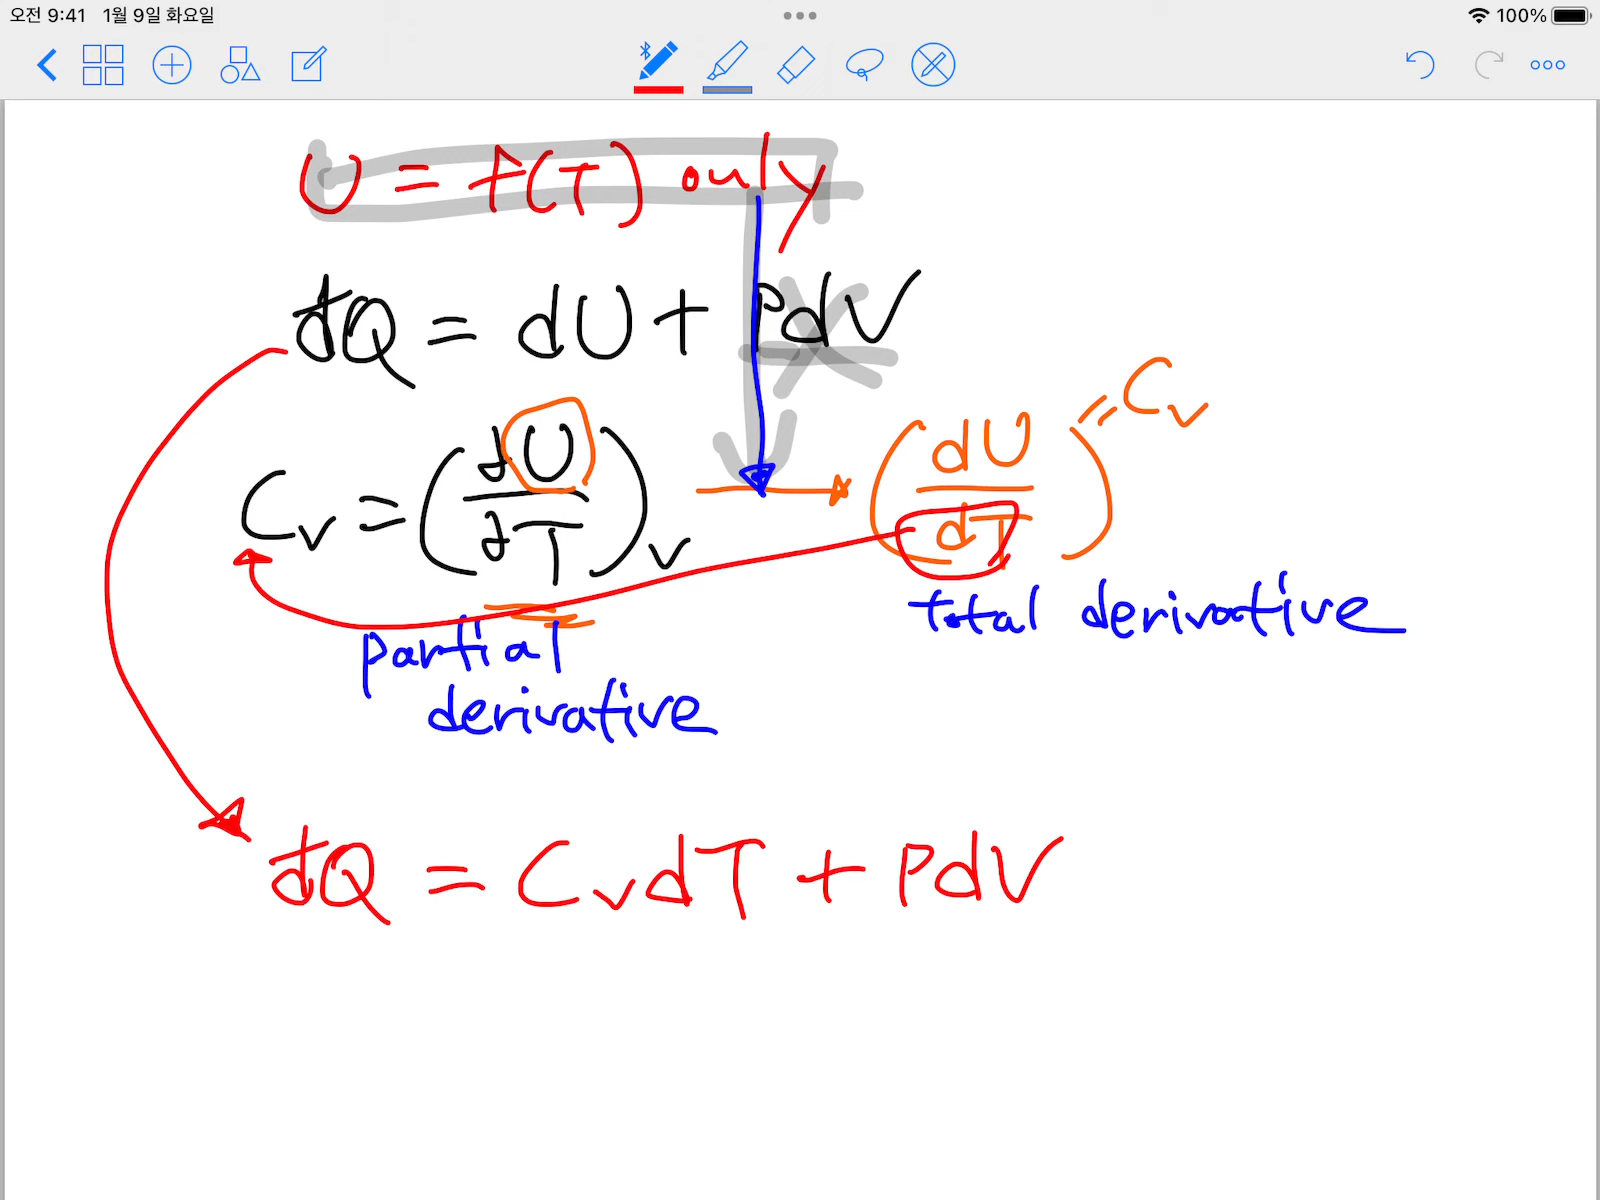 오전 9:41 1월 9일 화요일 100%
U = f(T) only
đQ = dU + PdV
Cv = (∂U/∂T)v → (dU/dT) = Cv
partial derivative
total derivative
đQ = CvdT + PdV